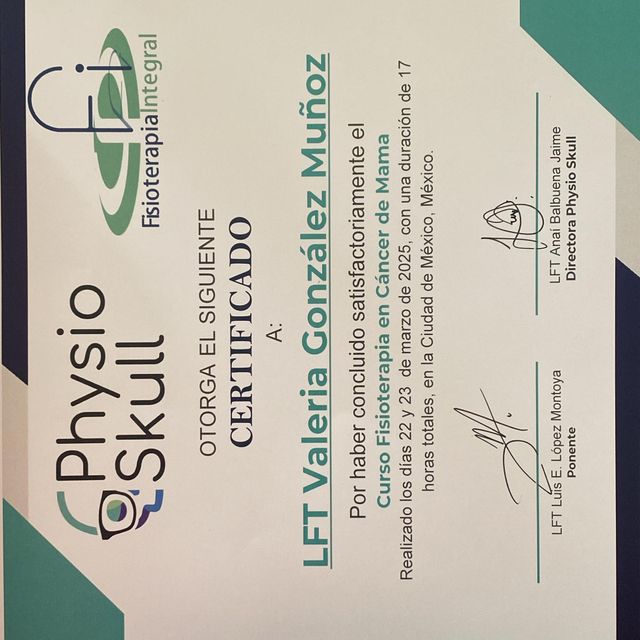 Physio
Skull
fi
FisioterapiaIntegral
OTORGA EL SIGUIENTE
CERTIFICADO
A:
LFT Valeria González Muñoz
Por haber concluido satisfactoriamente el
Curso Fisioterapia en Cáncer de Mama
Realizado los días 22 y 23 de marzo de 2025, con una duración de 17
horas totales, en la Ciudad de México, México.
LFT Luis E. López Montoya
Ponente
LFT Anaí Balbuena Jaime
Directora Physio Skull